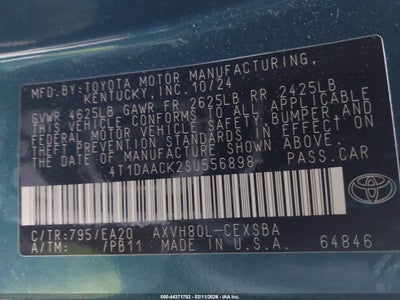 MFD.BY: TOYOTA MOTOR MANUFACTURING,
KENTUCKY, INC. 10/24
GVWR 4625LB GAWR FR 2625LB RR 2425LB
THIS VEHICLE CONFORMS TO ALL APPLICABLE
FEDERAL MOTOR VEHICLE SAFETY, BUMPER, AND
THEFT PREVENTION STANDARDS IN EFFECT ON
THE DATE OF MANUFACTURE SHOWN ABOVE.
4T1DAACK2SU556898 PASS.CAR
C/TR:795/EA20 AXVH80L-CEXSBA
A/TM: /PB11 MADE IN U.S.A. 64846
TOYOTA
© 44371702 - 02/11/2026 - IAAI